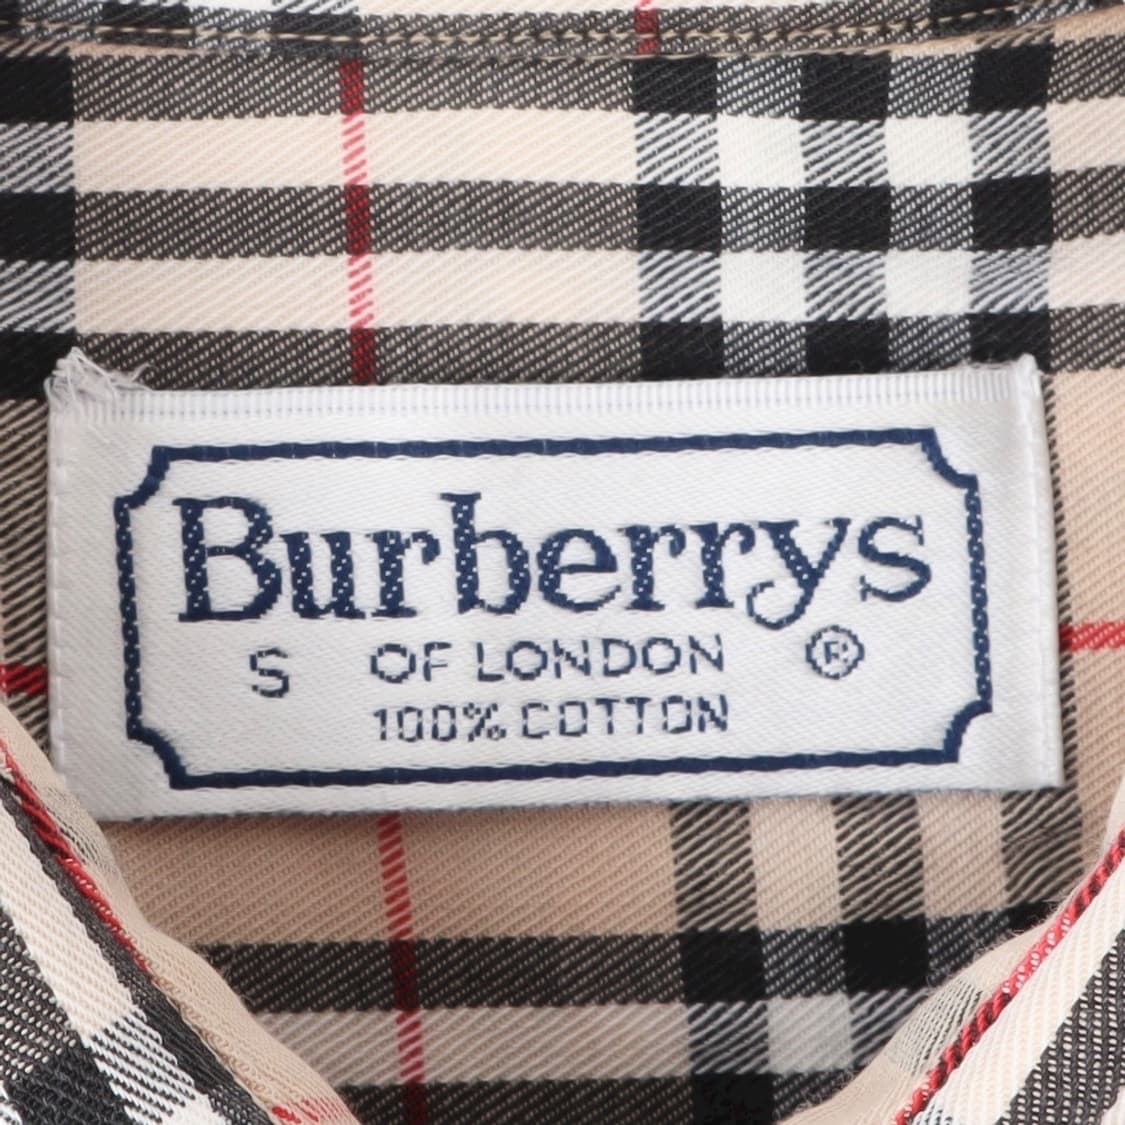 Burberrys
S OF LONDON ®
100% COTTON